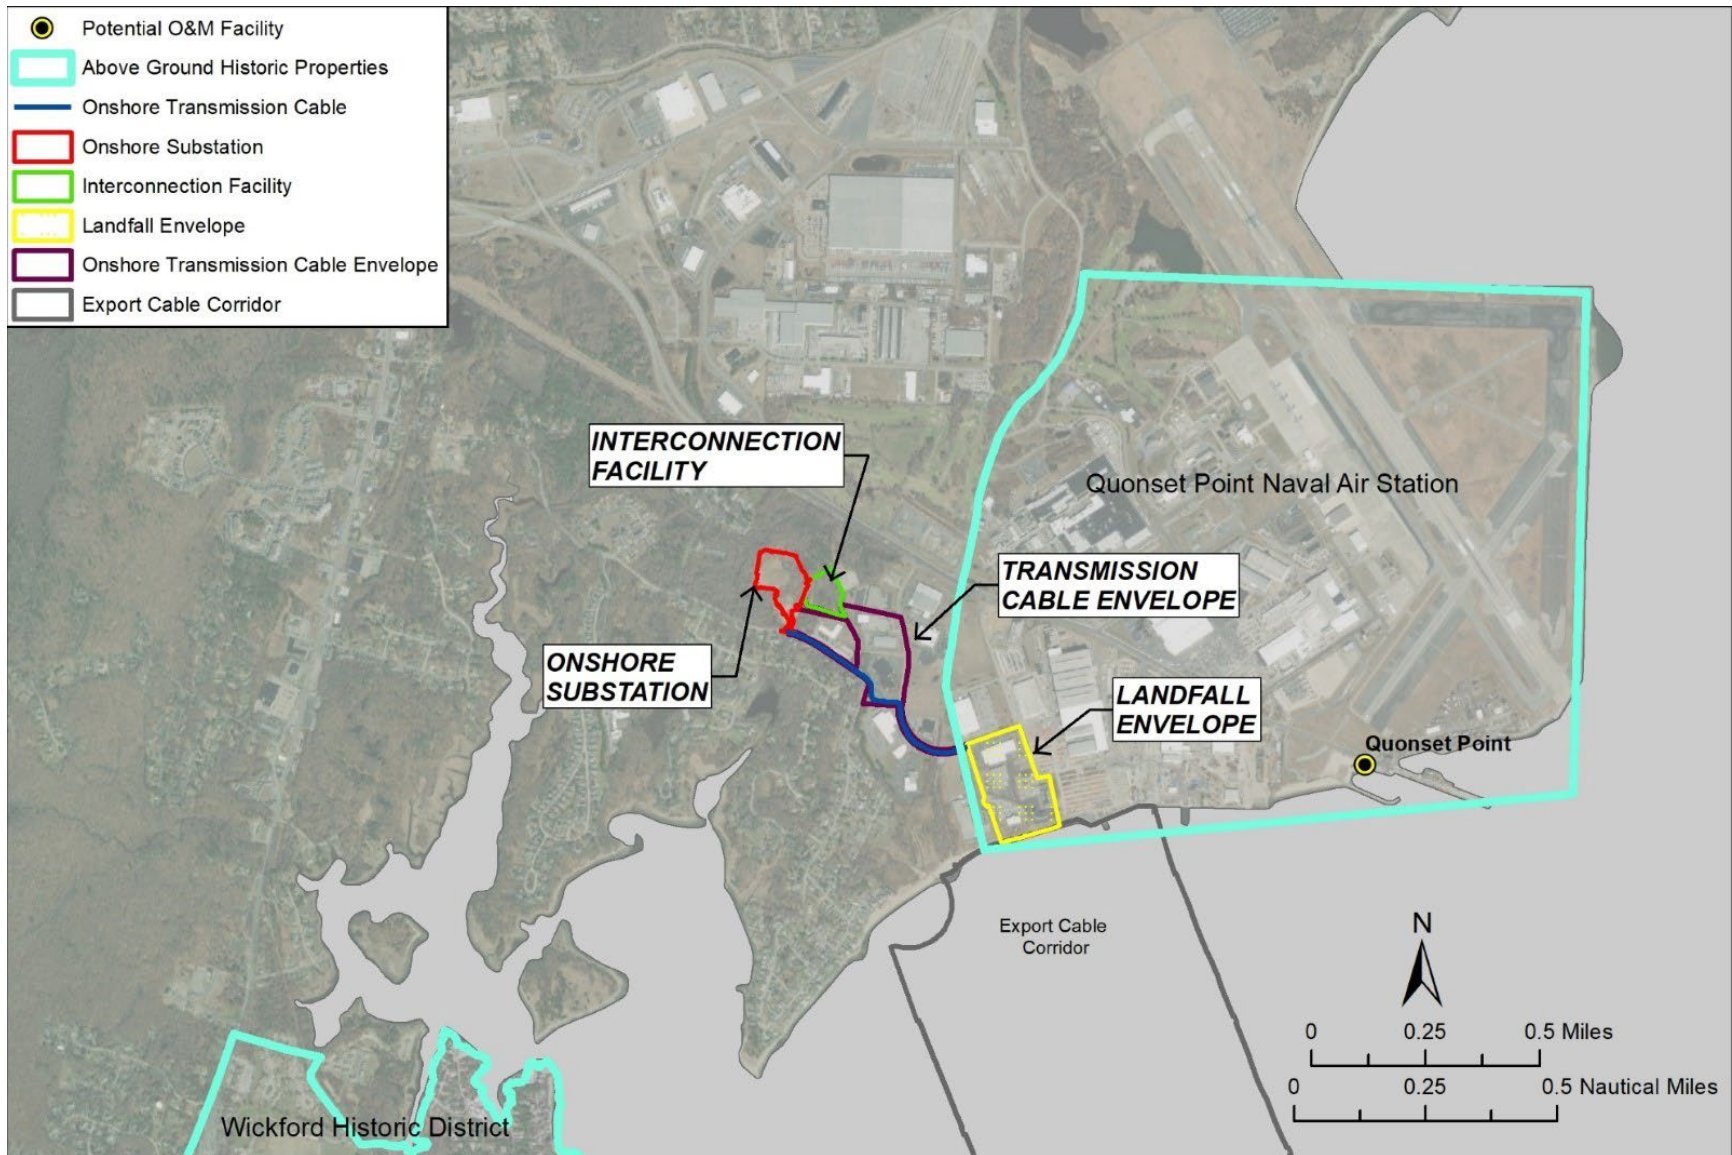 Potential O&M Facility
Above Ground Historic Properties
Onshore Transmission Cable
Onshore Substation
Interconnection Facility
Landfall Envelope
Onshore Transmission Cable Envelope
Export Cable Corridor
INTERCONNECTION
FACILITY
Quonset Point Naval Air Station
TRANSMISSION
CABLE ENVELOPE
ONSHORE
SUBSTATION
LANDFALL
ENVELOPE
Quonset Point
Export Cable
Corridor
N
0 0.25 0.5 Miles
0 0.25 0.5 Nautical Miles
Wickford Historic District